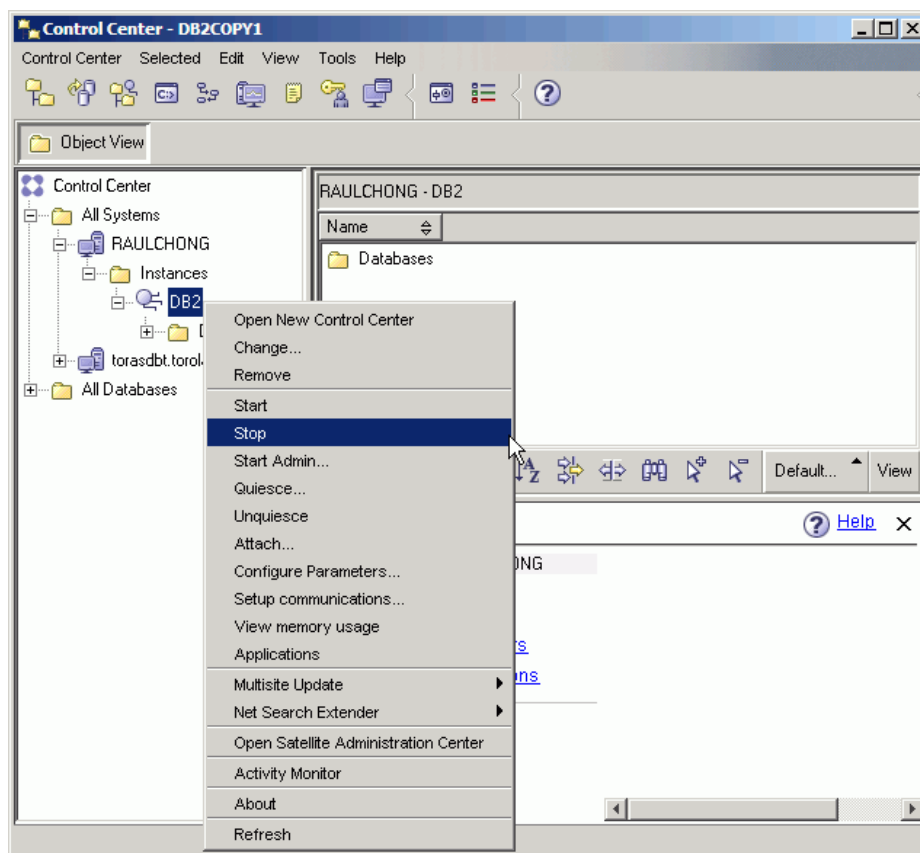 Control Center - DB2COPY1
Control Center Selected Edit View Tools Help
Object View
Control Center
All Systems
RAULCHONG
Instances
DB2
torasdbt.torol
All Databases
RAULCHONG - DB2
Name
Databases
Open New Control Center
Change...
Remove
Start
Stop
Start Admin...
Quiesce...
Unquiesce
Attach...
Configure Parameters...
Setup communications...
View memory usage
Applications
Multisite Update
Net Search Extender
Open Satellite Administration Center
Activity Monitor
About
Refresh
Default... View
Help